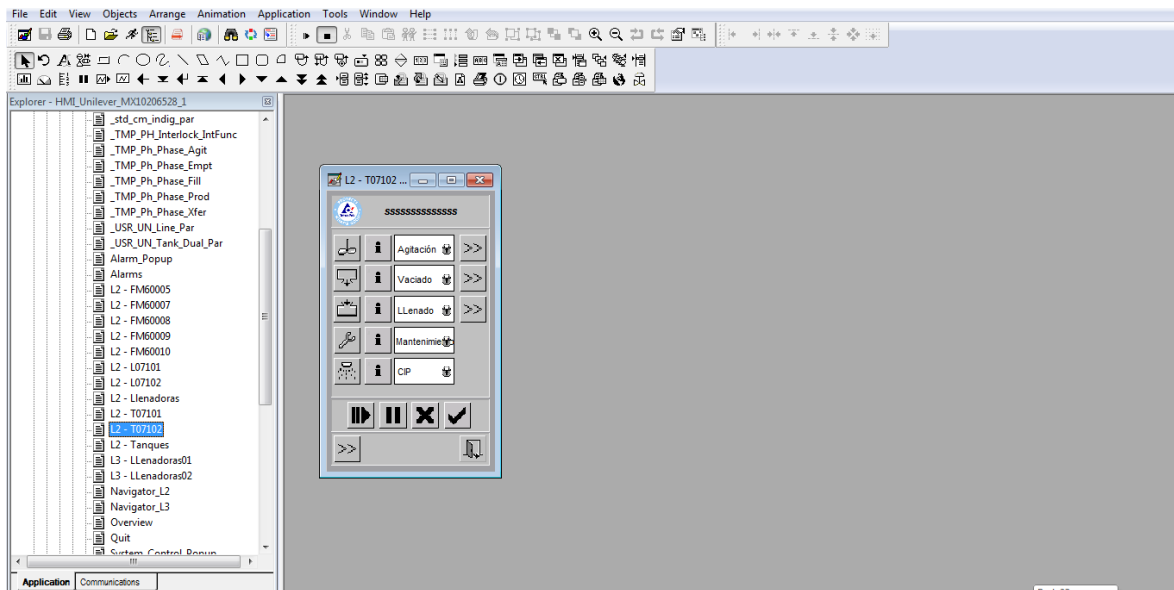 File Edit View Objects Arrange Animation Application Tools Window Help
Explorer - HMI_Unilever_MX10206528_1
_std_cm_indig_par
_TMP_PH_Interlock_IntFunc
_TMP_Ph_Phase_Agit
_TMP_Ph_Phase_Empt
_TMP_Ph_Phase_Fill
_TMP_Ph_Phase_Prod
_TMP_Ph_Phase_Xfer
_USR_UN_Line_Par
_USR_UN_Tank_Dual_Par
Alarm_Popup
Alarms
L2 - FM60005
L2 - FM60007
L2 - FM60008
L2 - FM60009
L2 - FM60010
L2 - L07101
L2 - L07102
L2 - Llenadoras
L2 - T07101
L2 - T07102
L2 - Tanques
L3 - LLenadoras01
L3 - LLenadoras02
Navigator_L2
Navigator_L3
Overview
Quit
System_Control_Popup
Application Communications
L2 - T07102 ...
ssssssssssssss
i Agitación >>
i Vaciado >>
i LLenado >>
i Mantenimie
i CIP
>>